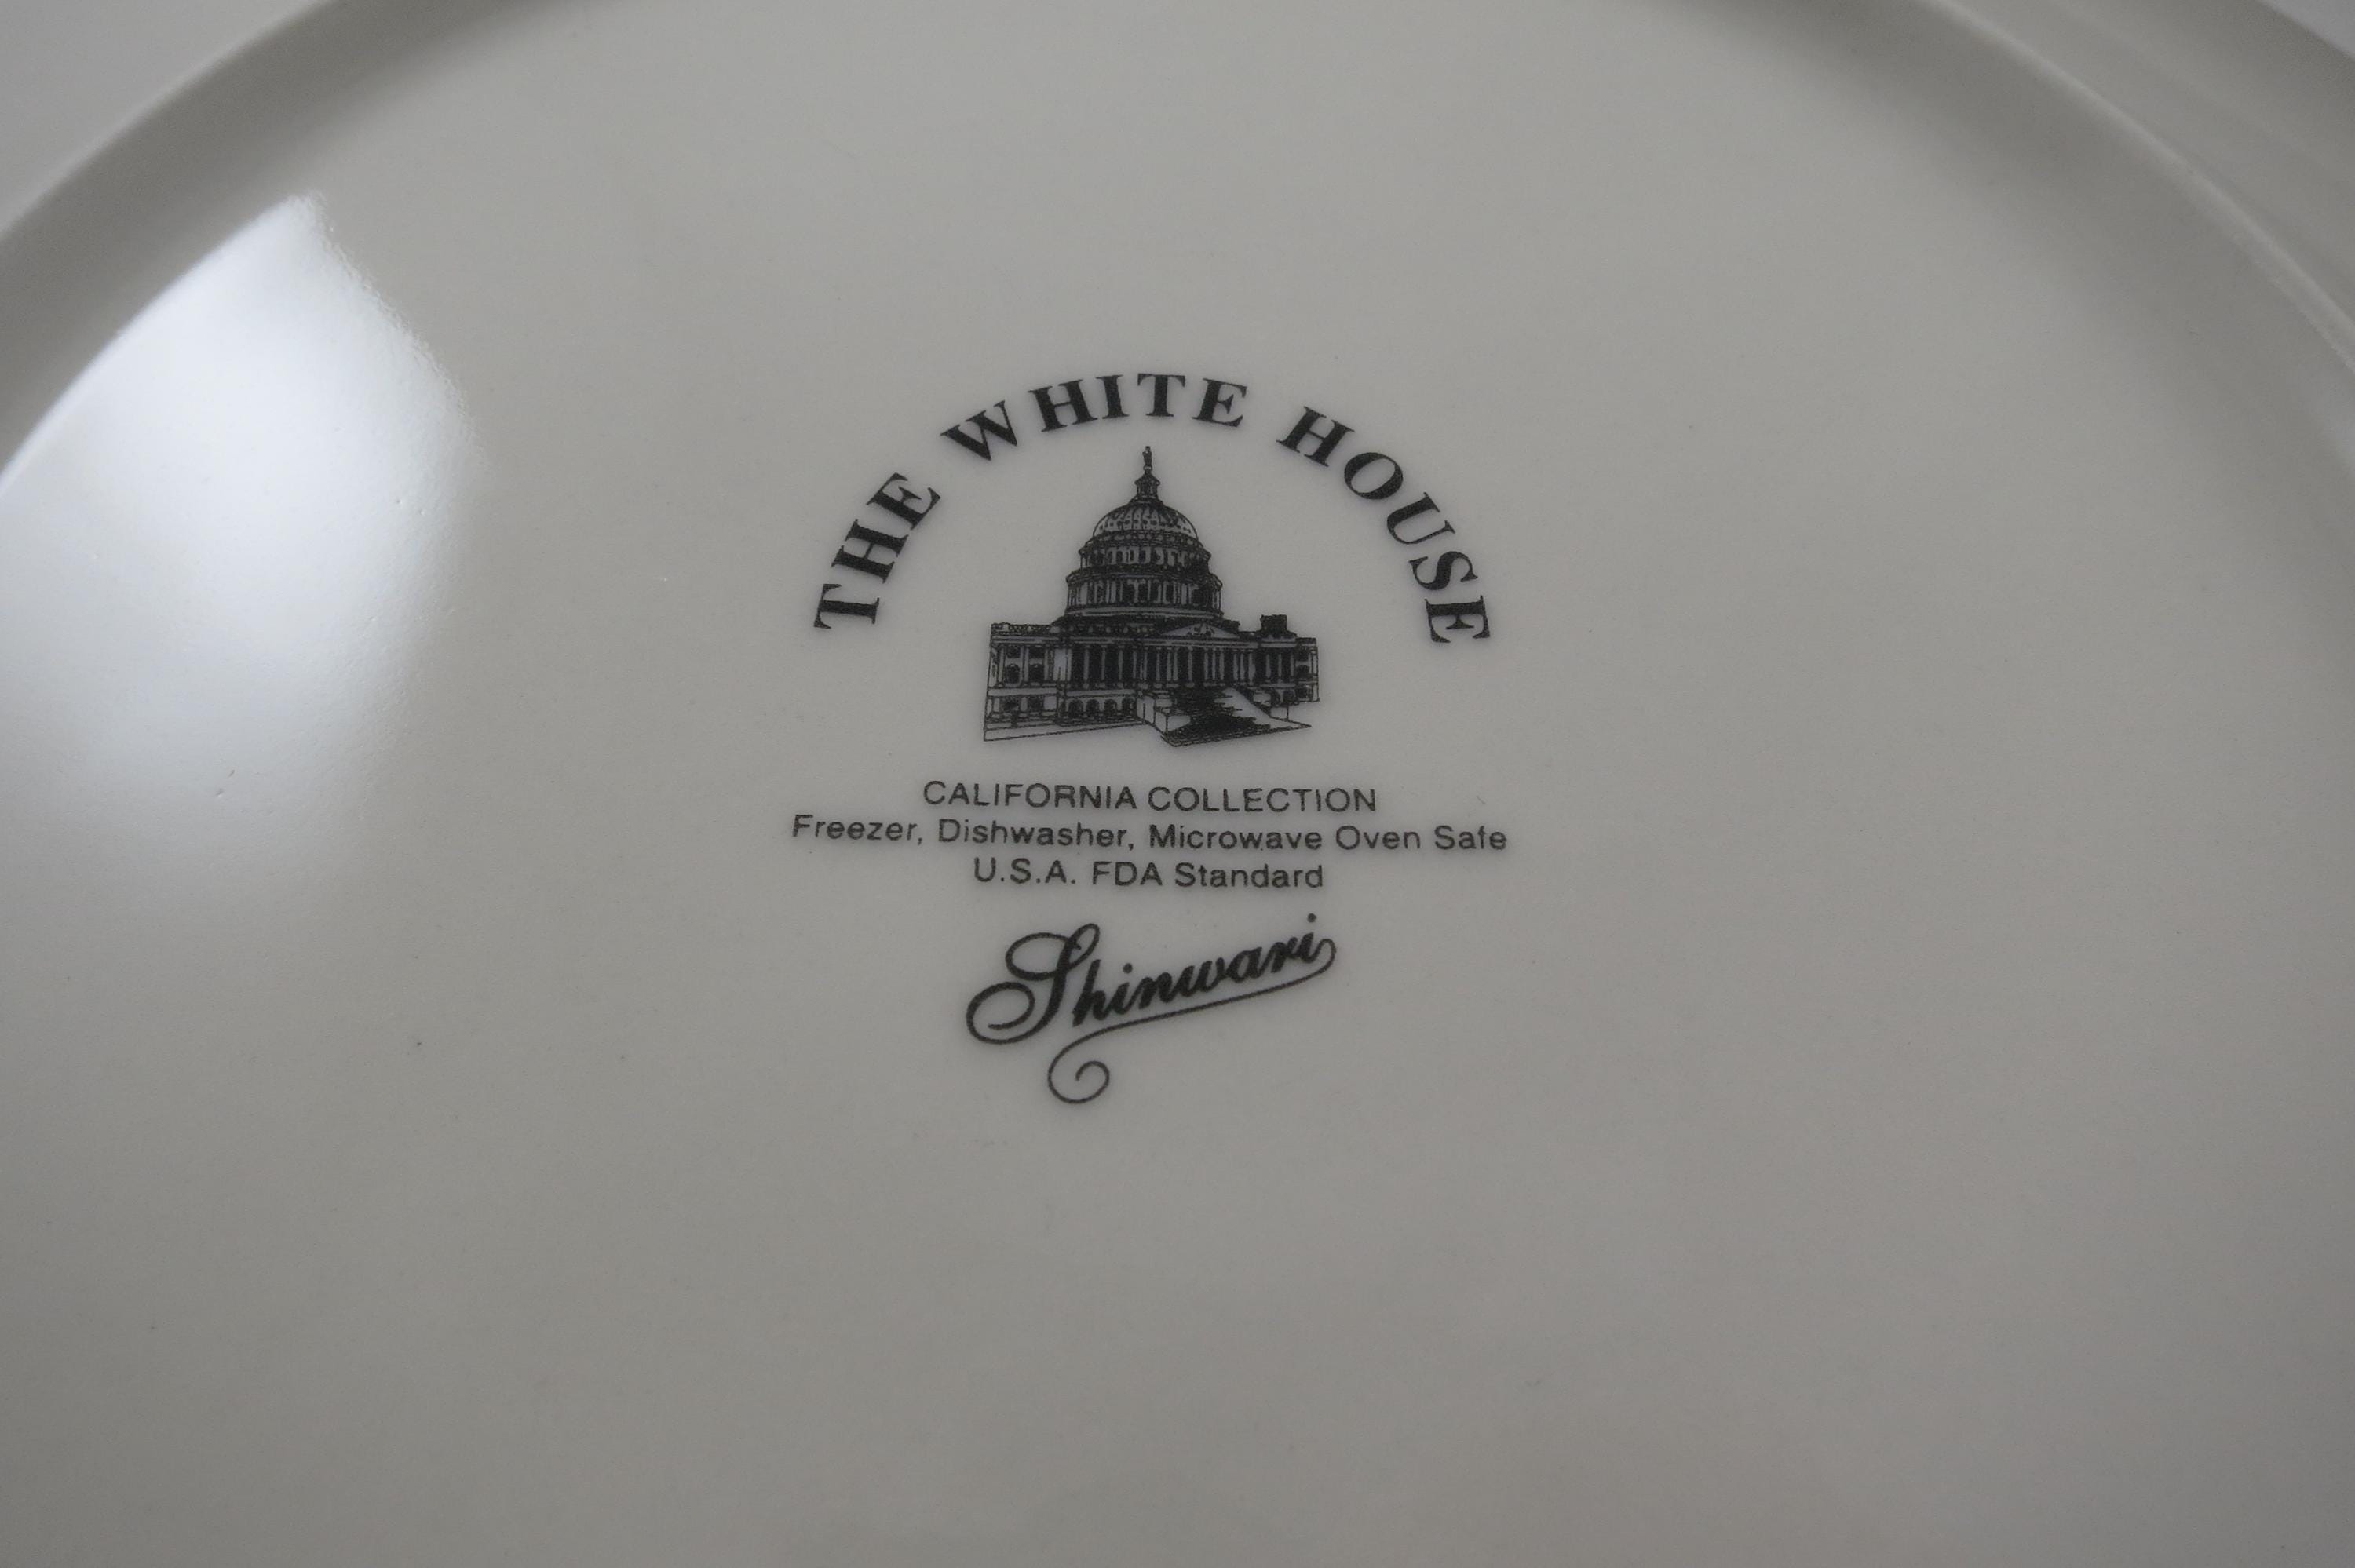 THE WHITE HOUSE
CALIFORNIA COLLECTION
Freezer, Dishwasher, Microwave Oven Safe
U.S.A. FDA Standard
Shinwari